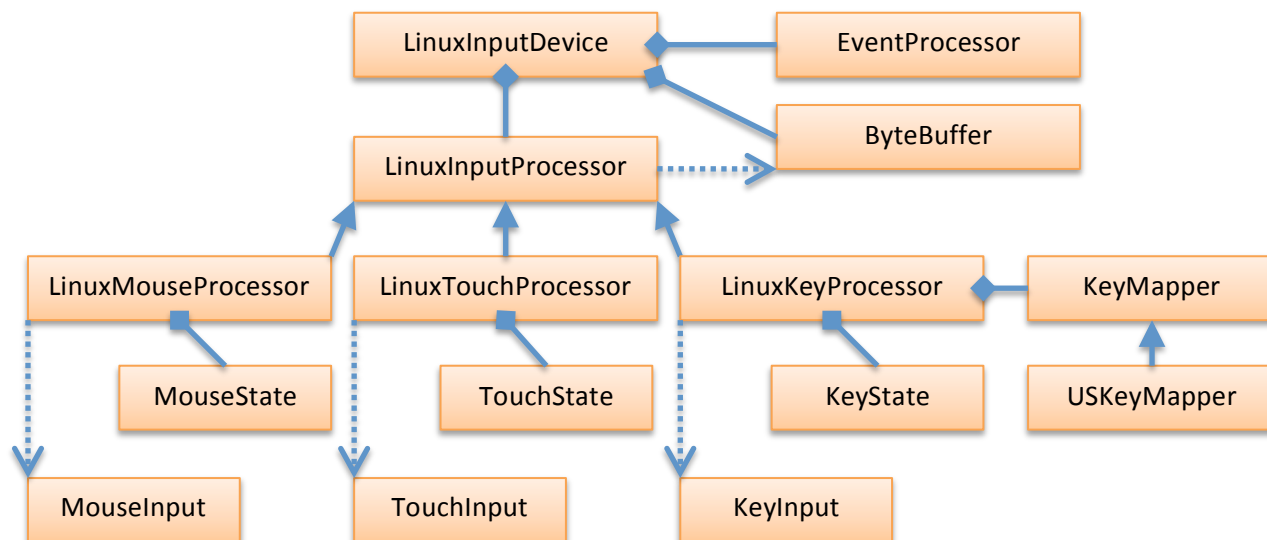 LinuxInputDevice
EventProcessor
ByteBuffer
LinuxInputProcessor
LinuxMouseProcessor
LinuxTouchProcessor
LinuxKeyProcessor
KeyMapper
MouseState
TouchState
KeyState
USKeyMapper
MouseInput
TouchInput
KeyInput